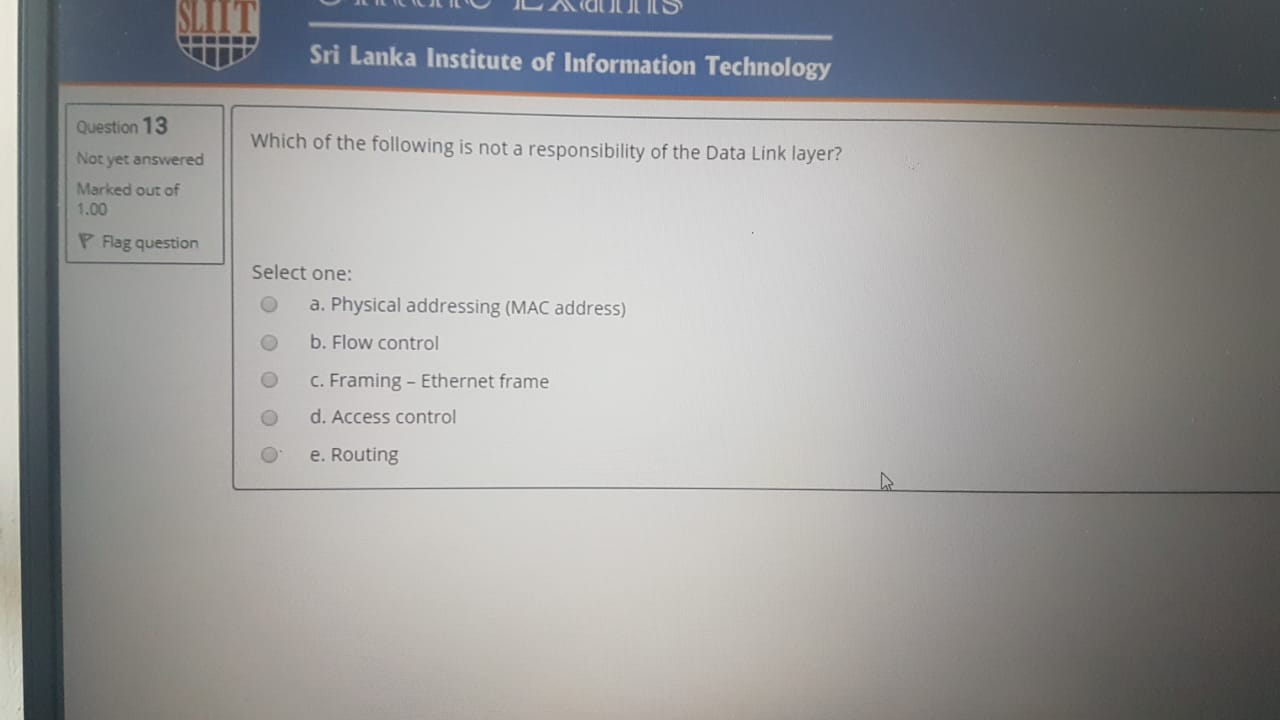 SLIIT
Exams
Sri Lanka Institute of Information Technology
Question 13
Not yet answered
Marked out of
1.00
Flag question
Which of the following is not a responsibility of the Data Link layer?
Select one:
a. Physical addressing (MAC address)
b. Flow control
c. Framing – Ethernet frame
d. Access control
e. Routing